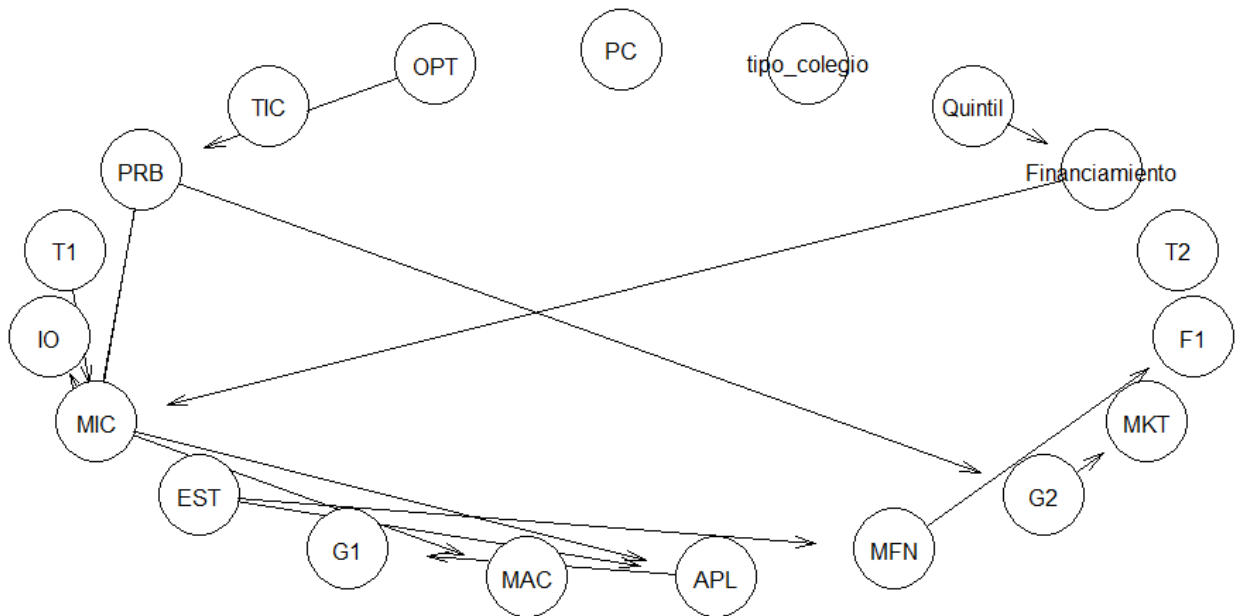 PC
OPT
tipo_colegio
TIC
Quintil
PRB
Financiamiento
T1
T2
IO
F1
MIC
MKT
EST
G2
G1
MFN
MAC
APL